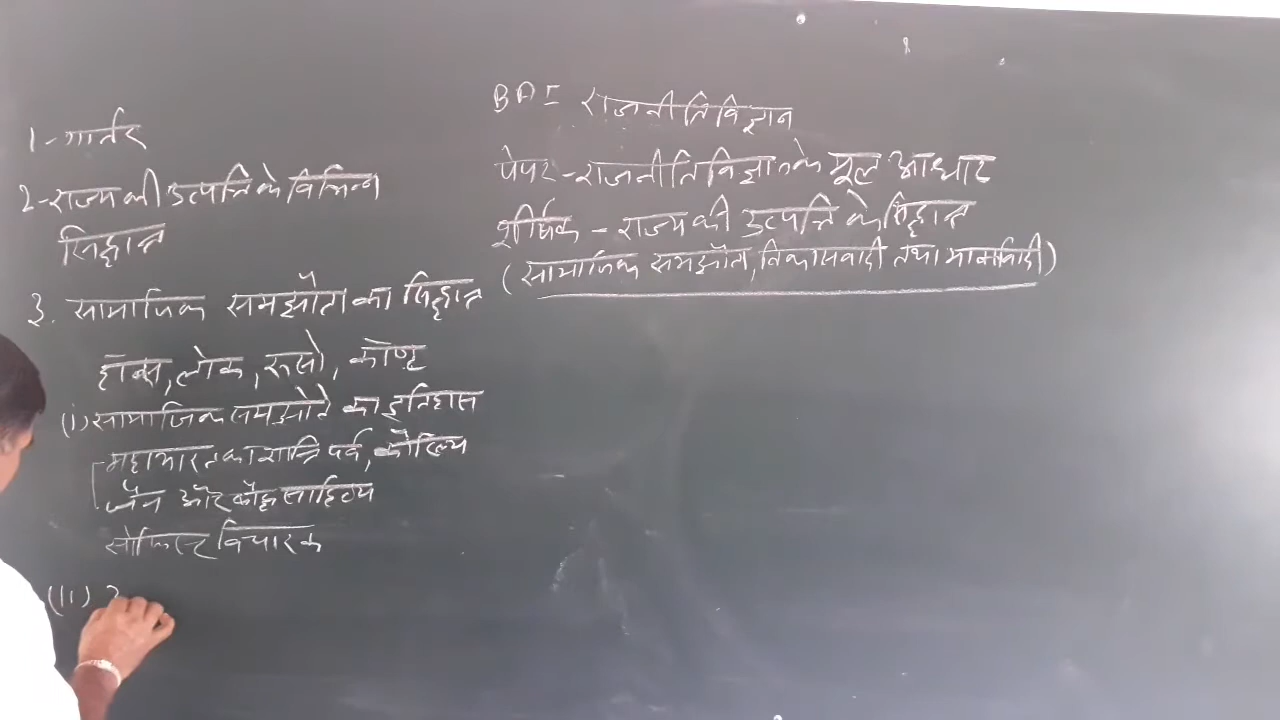 BA I राजनीति विज्ञान
पेपर - राजनीति विज्ञान के मूल आधार
शीर्षक - राज्य की उत्पत्ति के सिद्धान्त
(सामाजिक समझौता, विकासवादी तथा मार्क्सवादी)
1 - गार्नर
2 - राज्य की उत्पत्ति के विभिन्न
सिद्धान्त
3. सामाजिक समझौता का सिद्धान्त
हॉब्स, लोक, रूसो, कॉण्ट
(i) सामाजिक समझौते का इतिहास
महाभारत का शान्ति पर्व, कौटिल्य
जैन और बौद्ध साहित्य
सोफिस्ट विचारक
(ii)